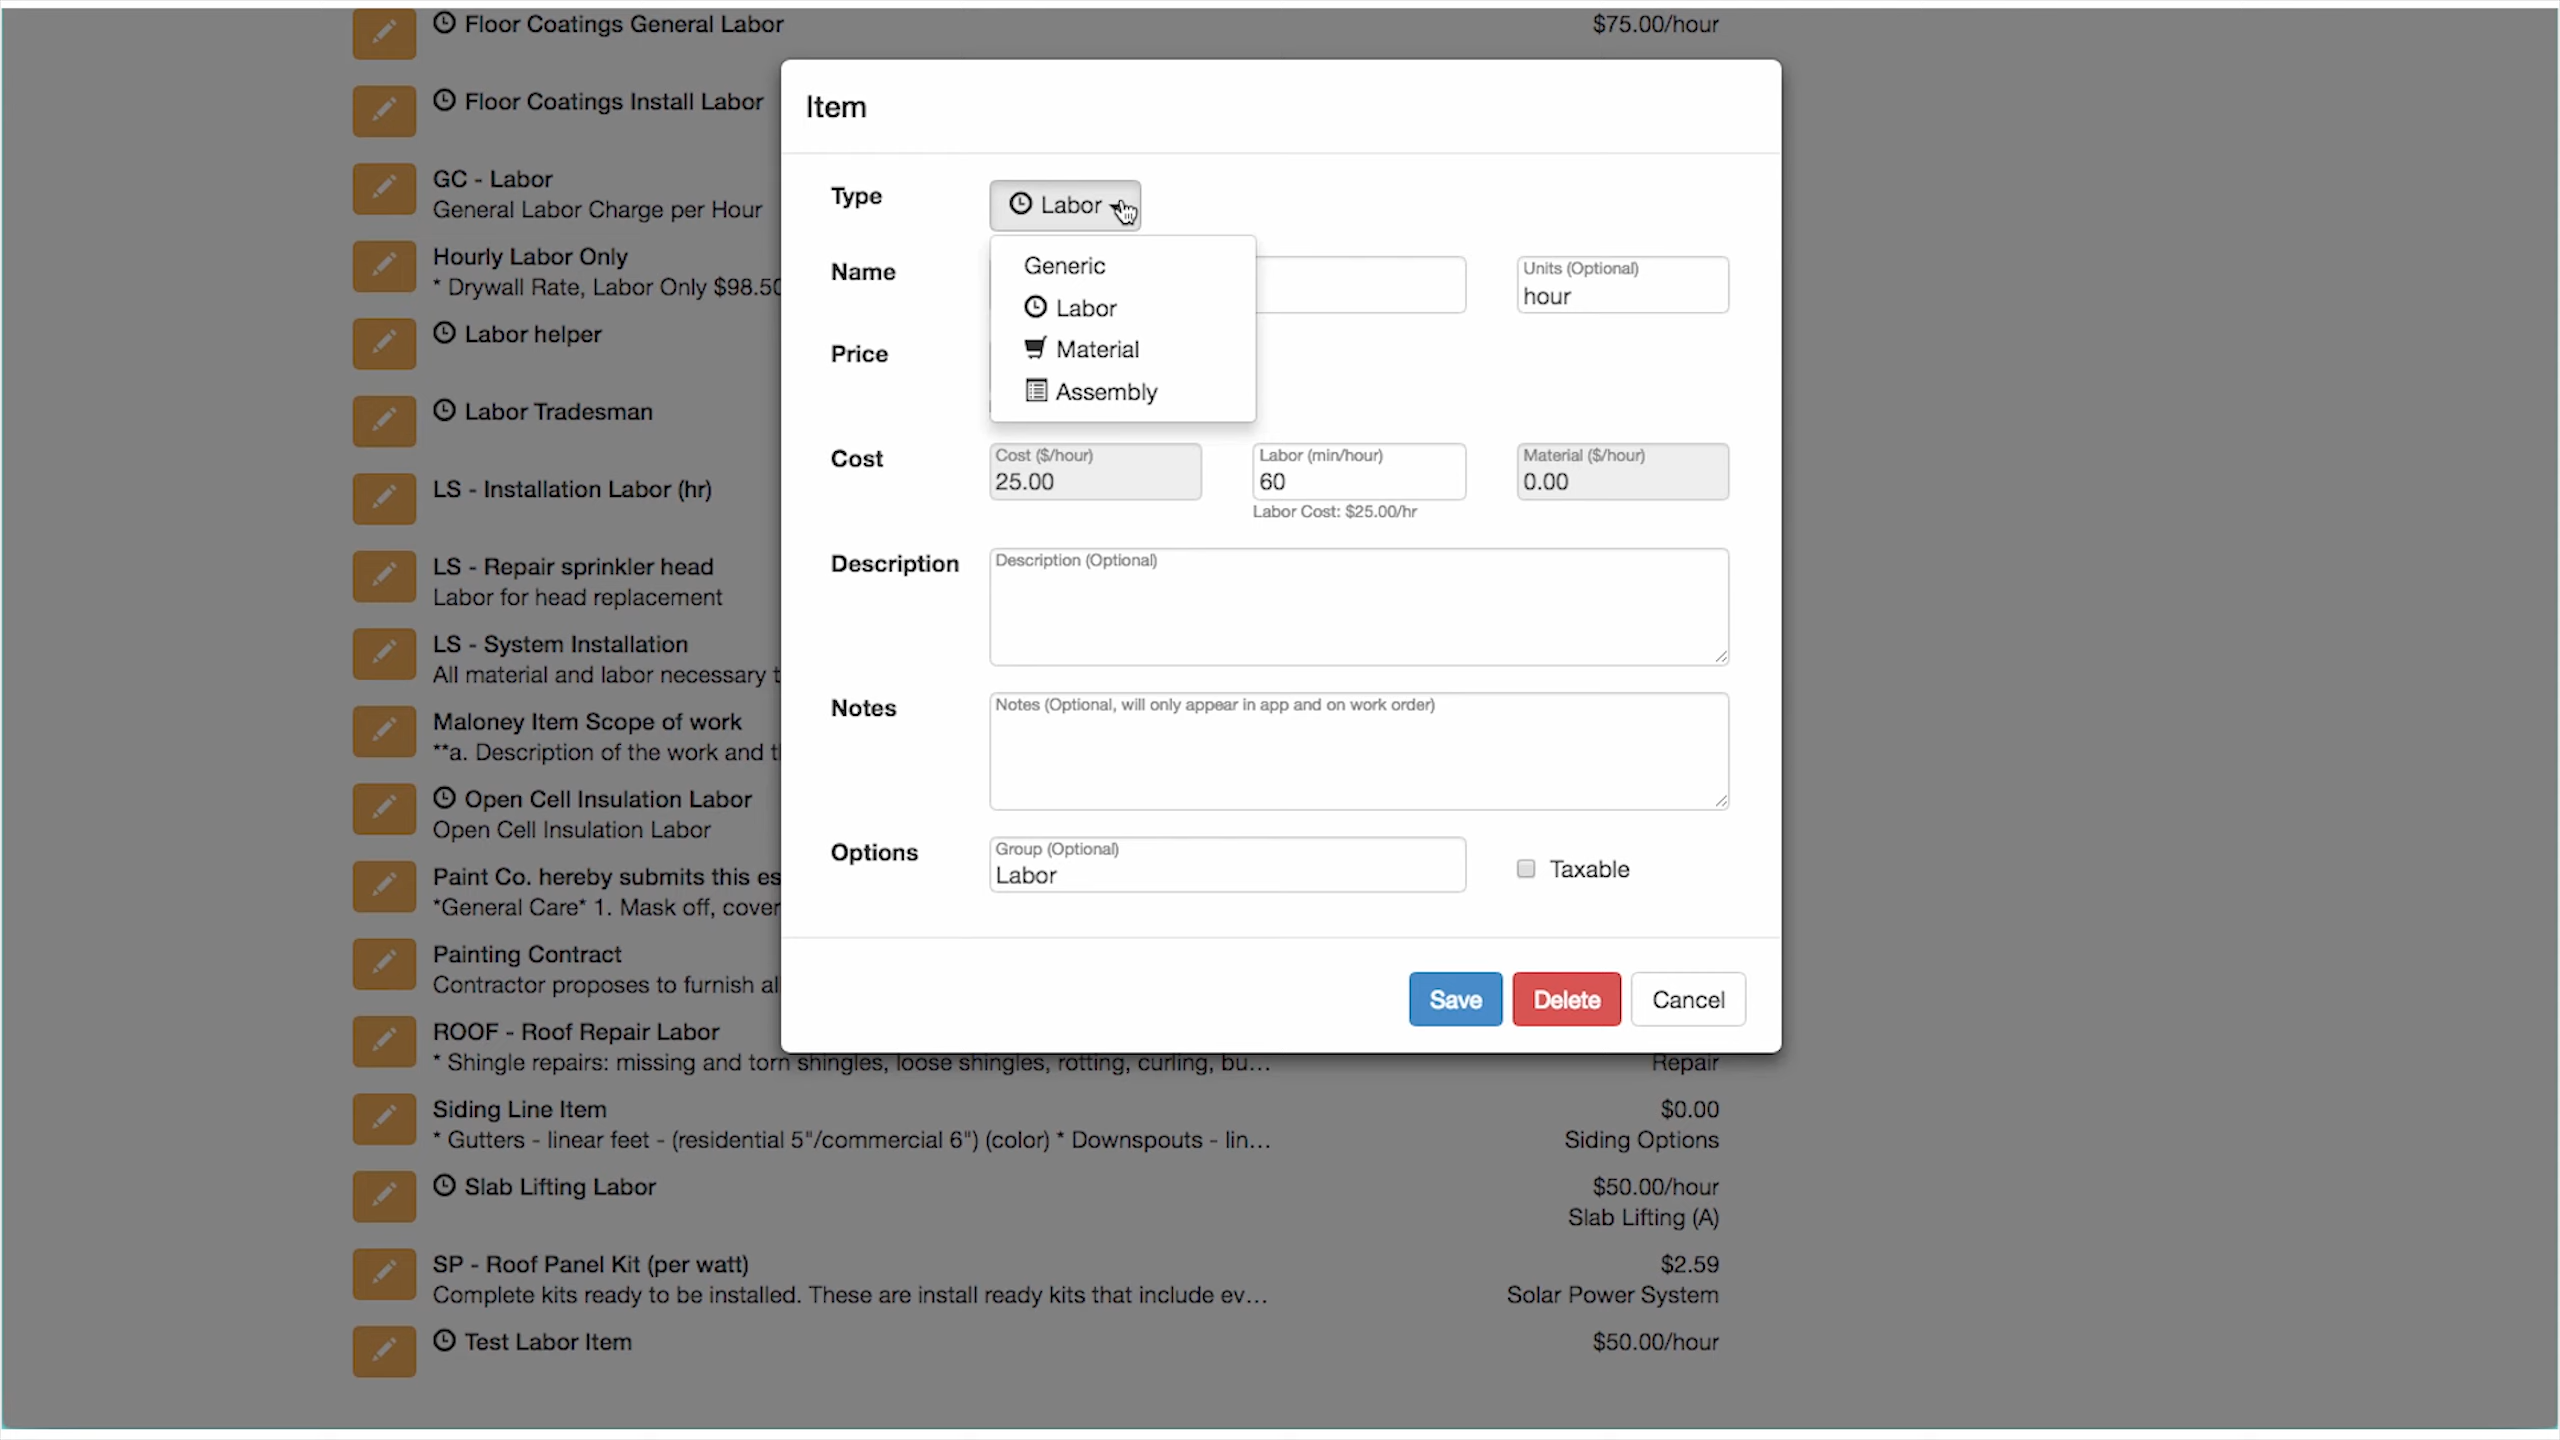 Floor Coatings General Labor
$75.00/hour
Floor Coatings Install Labor
GC - Labor
General Labor Charge per Hour
Hourly Labor Only
* Drywall Rate, Labor Only $98.50
Labor helper
Labor Tradesman
LS - Installation Labor (hr)
LS - Repair sprinkler head
Labor for head replacement
LS - System Installation
All material and labor necessary t
Maloney Item Scope of work
**a. Description of the work and t
Open Cell Insulation Labor
Open Cell Insulation Labor
Paint Co. hereby submits this es
*General Care* 1. Mask off, cover
Painting Contract
Contractor proposes to furnish al
ROOF - Roof Repair Labor
* Shingle repairs: missing and torn shingles, loose shingles, rotting, curling, bu...
Repair
Siding Line Item
$0.00
* Gutters - linear feet - (residential 5"/commercial 6") (color) * Downspouts - lin...
Siding Options
Slab Lifting Labor
$50.00/hour
Slab Lifting (A)
SP - Roof Panel Kit (per watt)
$2.59
Complete kits ready to be installed. These are install ready kits that include ev...
Solar Power System
Test Labor Item
$50.00/hour
Item
Type
Labor
Generic
Labor
Material
Assembly
Name
Units (Optional)
hour
Price
Cost
Cost ($/hour)
25.00
Labor (min/hour)
60
Labor Cost: $25.00/hr
Material ($/hour)
0.00
Description
Description (Optional)
Notes
Notes (Optional, will only appear in app and on work order)
Options
Group (Optional)
Labor
Taxable
Save
Delete
Cancel